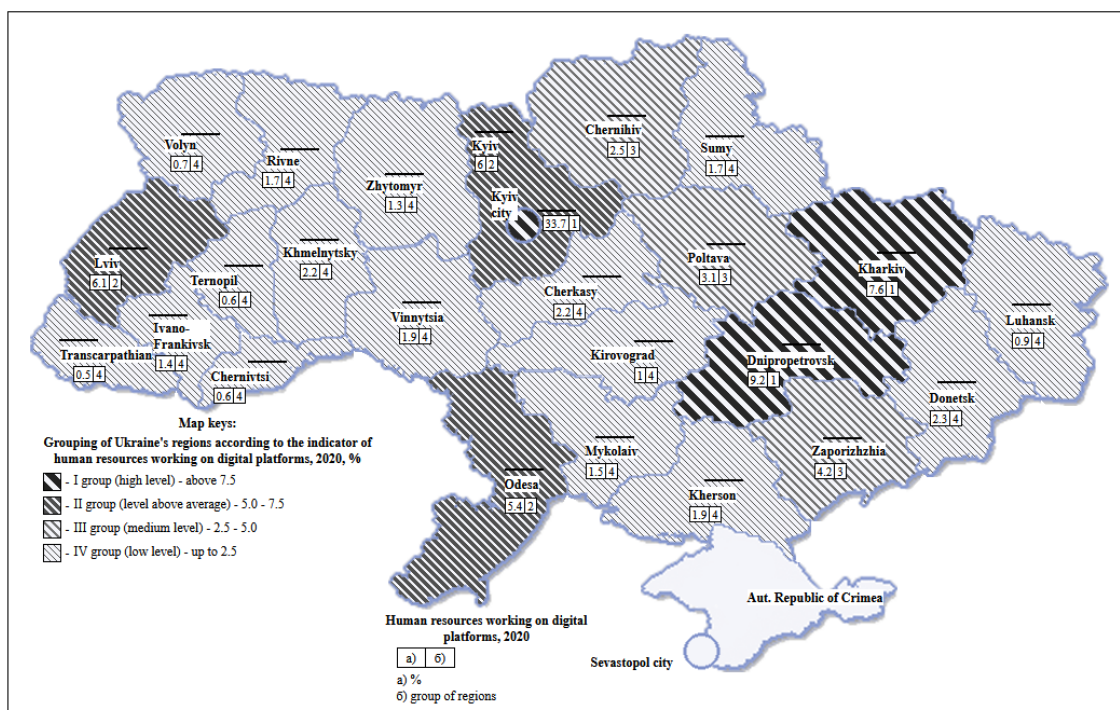 Chernihiv
2.5 3
Kyiv
6 2
Sumy
1.7 4
Volyn
0.7 4
Rivne
1.7 4
Zhytomyr
1.3 4
Kyiv
city
33.7 1
Lviv
6.1 2
Ternopil
0.6 4
Khmelnytsky
2.2 4
Poltava
3.1 3
Kharkiv
7.6 1
Cherkasy
2.2 4
Vinnytsia
1.9 4
Luhansk
0.9 4
Transcarpathian
0.5 4
Ivano-
Frankivsk
1.4 4
Chernivtsi
0.6 4
Kirovograd
1 4
Dnipropetrovsk
9.2 1
Donetsk
2.3 4
Mykolaiv
1.5 4
Zaporizhzhia
4.2 3
Odesa
5.4 2
Kherson
1.9 4
Aut. Republic of Crimea
Sevastopol city
Map keys:
Grouping of Ukraine's regions according to the indicator of
human resources working on digital platforms, 2020, %
- I group (high level) - above 7.5
- II group (level above average) - 5.0 - 7.5
- III group (medium level) - 2.5 - 5.0
- IV group (low level) - up to 2.5
Human resources working on digital
platforms, 2020
a) б)
a) %
б) group of regions